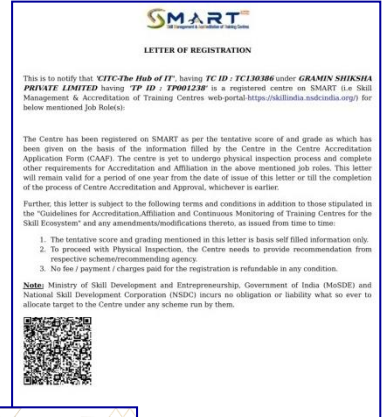 SMART
Skill Management & Accreditation of Training Centres
LETTER OF REGISTRATION
This is to notify that 'CITC-The Hub of IT', having TC ID : TC130386 under GRAMIN SHIKSHA
PRIVATE LIMITED having 'TP ID : TP001238' is a registered centre on SMART (i.e Skill
Management & Accreditation of Training Centres web-portal-https://skillindia.nsdcindia.org/) for
below mentioned Job Role(s):
The Centre has been registered on SMART as per the tentative score of and grade as which has
been given on the basis of the information filled by the Centre in the Centre Accreditation
Application Form (CAAF). The centre is yet to undergo physical inspection process and complete
other requirements for Accreditation and Affiliation in the above mentioned job roles. This letter
will remain valid for a period of one year from the date of issue of this letter or till the completion
of the process of Centre Accreditation and Approval, whichever is earlier.
Further, this letter is subject to the following terms and conditions in addition to those stipulated in
the "Guidelines for Accreditation,Affiliation and Continuous Monitoring of Training Centres for the
Skill Ecosystem" and any amendments/modifications thereto, as issued from time to time:
1. The tentative score and grading mentioned in this letter is basis self filled information only.
2. To proceed with Physical Inspection, the Centre needs to provide recommendation from
respective scheme/recommending agency.
3. No fee / payment / charges paid for the registration is refundable in any condition.
Note: Ministry of Skill Development and Entrepreneurship, Government of India (MoSDE) and
National Skill Development Corporation (NSDC) incurs no obligation or liability what so ever to
allocate target to the Centre under any scheme run by them.